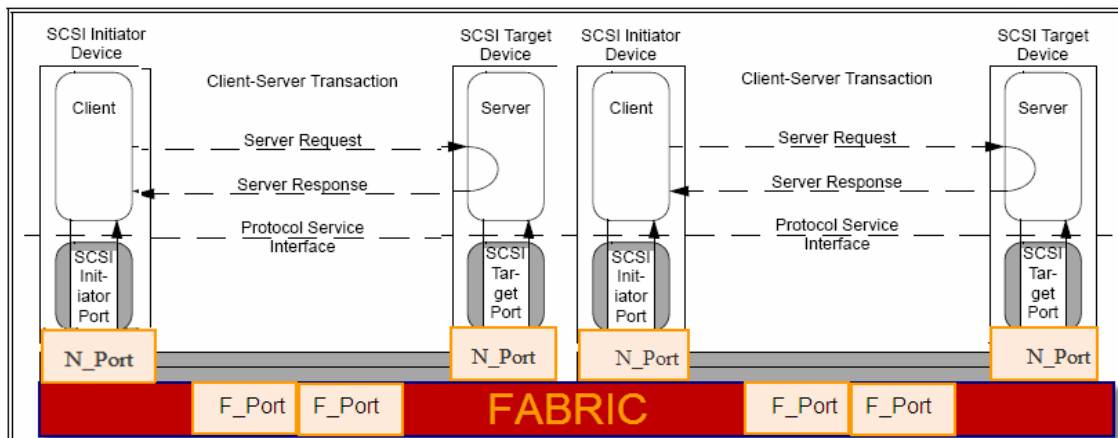 SCSI Initiator
Device
SCSI Target
Device
SCSI Initiator
Device
SCSI Target
Device
Client-Server Transaction
Client-Server Transaction
Client
Server
Client
Server
Server Request
Server Request
Server Response
Server Response
Protocol Service
Interface
Protocol Service
Interface
SCSI
Init-
iator
Port
SCSI
Tar-
get
Port
SCSI
Init-
iator
Port
SCSI
Tar-
get
Port
N_Port
N_Port
N_Port
N_Port
F_Port
F_Port
FABRIC
F_Port
F_Port